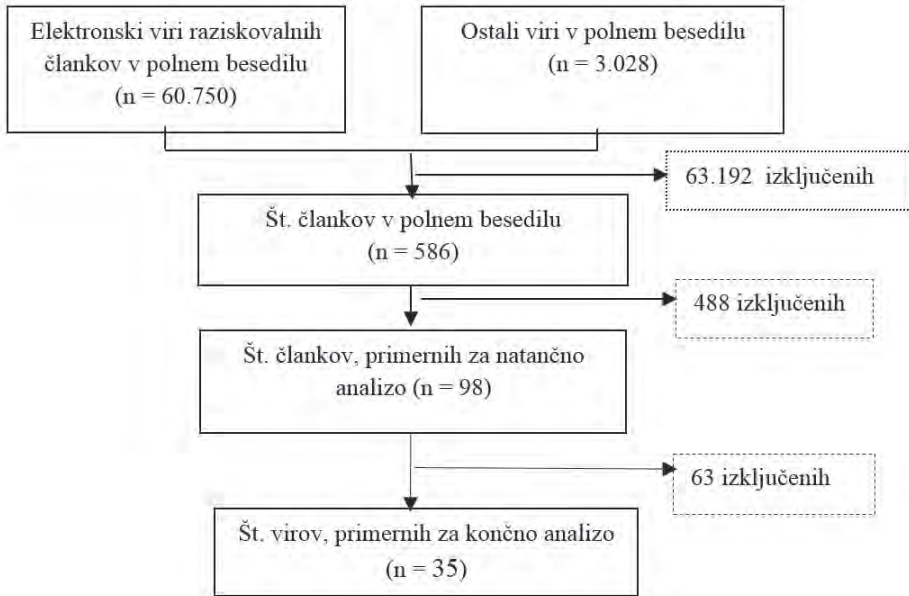 Elektronski viri raziskovalnih
člankov v polnem besedilu
(n = 60.750)
Ostali viri v polnem besedilu
(n = 3.028)
63.192 izključenih
Št. člankov v polnem besedilu
(n = 586)
488 izključenih
Št. člankov, primernih za natančno
analizo (n = 98)
63 izključenih
Št. virov, primernih za končno analizo
(n = 35)